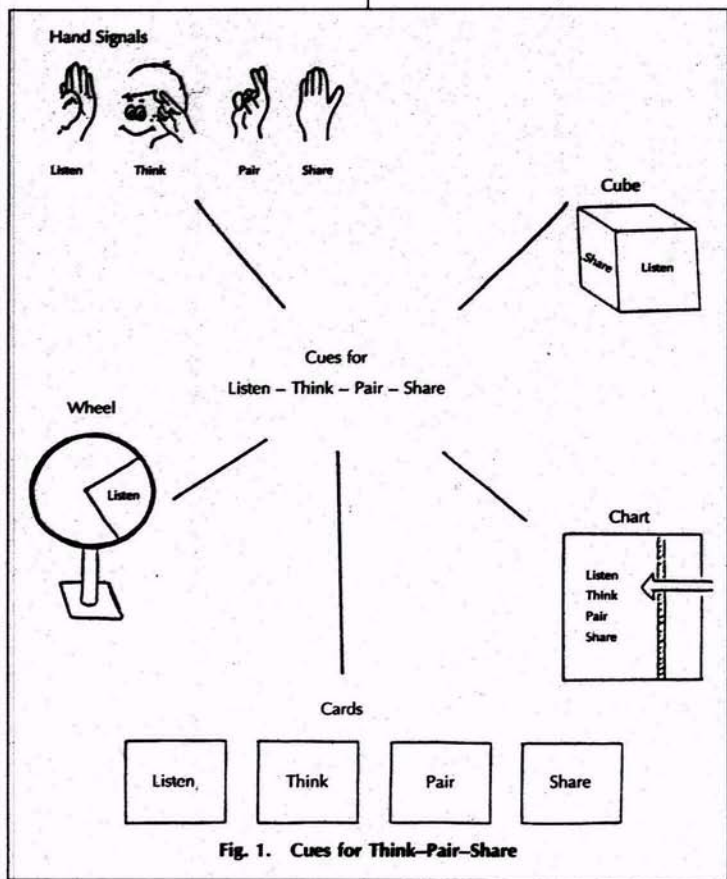 Hand Signals
Listen Think Pair Share
Cube
Share Listen
Cues for
Listen – Think – Pair – Share
Wheel
Listen
Chart
Listen
Think
Pair
Share
Cards
Listen Think Pair Share
Fig. 1. Cues for Think–Pair–Share